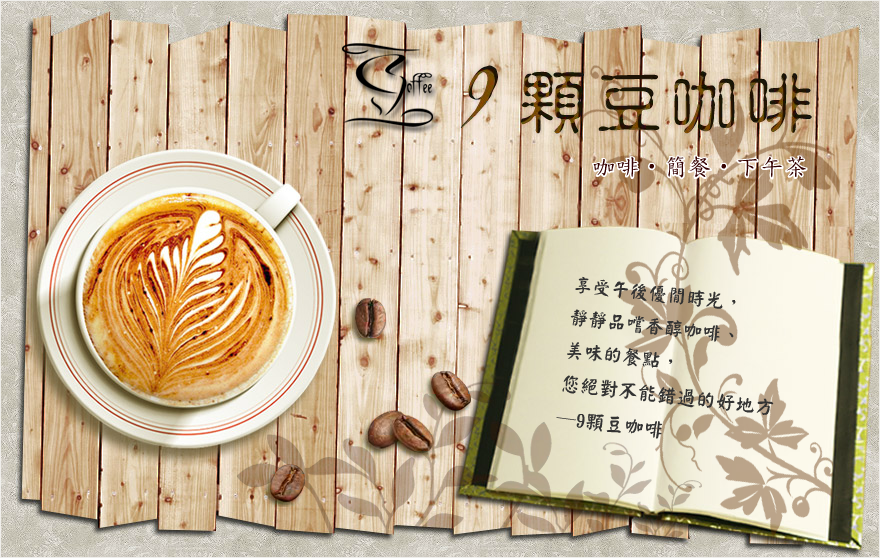 Coffee
9顆豆咖啡
咖啡・簡餐・下午茶
享受午後優閒時光，
靜靜品嚐香醇咖啡、
美味的餐點，
您絕對不能錯過的好地方
—9顆豆咖啡